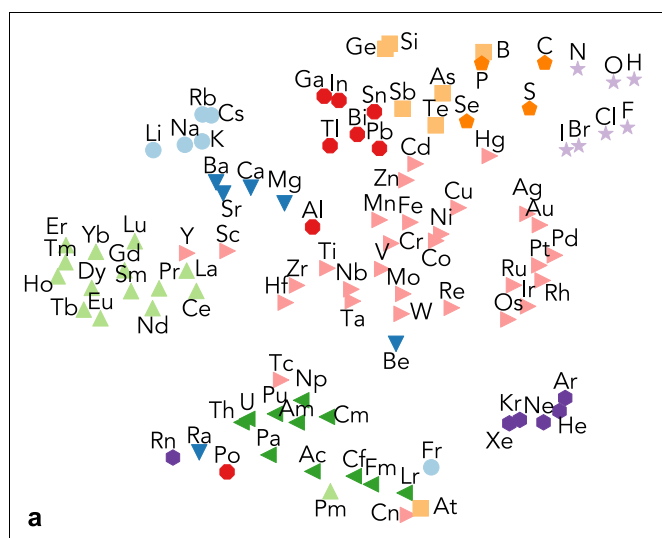 Ge Si B C N O H
P
Rb Cs Ga In Sn Sb As Te Se S
Li Na K Tl Bi Pb I Br Cl F
Ba Ca Mg Cd Hg
Sr Zn
Al Mn Fe Cu Ag
Ni Au
Er Yb Lu Y Sc V Cr Co Pd
Tm Gd Ti Pt
Ho Dy Sm Pr La Zr Nb Mo Ru Ir Rh
Tb Eu Nd Ce Hf Ta W Re Os
Be
Tc Np Ar
Th U Pu Am Cm Kr Ne He
Xe
Rn Ra Po Pa Ac Cf Fm Fr
Lr
Pm Cn At
a